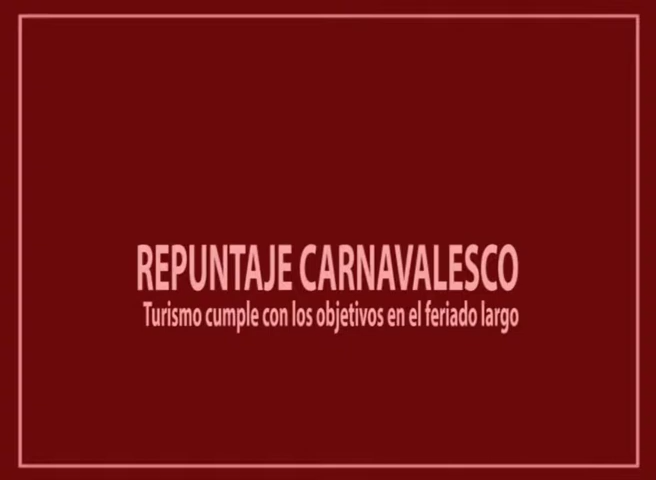 REPUNTAJE CARNAVALESCO
Turismo cumple con los objetivos en el feriado largo